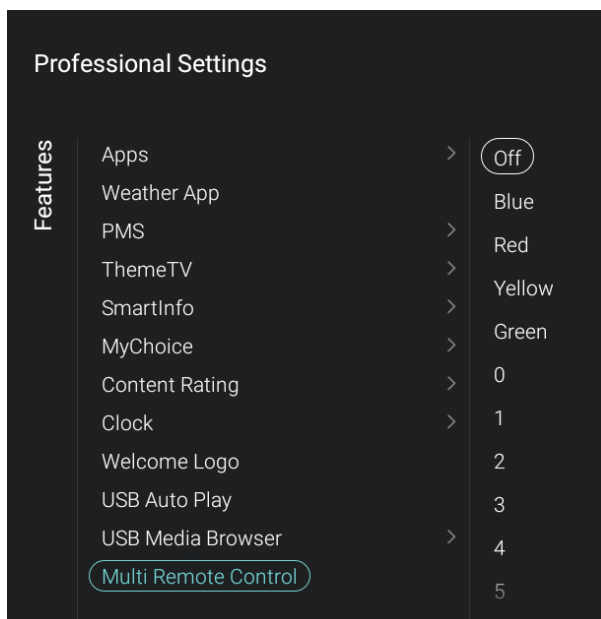 Professional Settings
Features
Apps
Weather App
PMS
ThemeTV
SmartInfo
MyChoice
Content Rating
Clock
Welcome Logo
USB Auto Play
USB Media Browser
Multi Remote Control
Off
Blue
Red
Yellow
Green
0
1
2
3
4
5